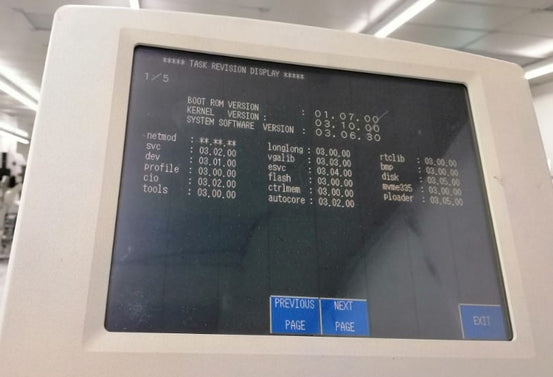 ***** TASK REVISION DISPLAY *****
1/5
BOOT ROM VERSION : 01.07.00
KERNEL VERSION : 03.10.00
SYSTEM SOFTWARE VERSION : 03.06.30
netmod : **.**.** longlong : 03.00.00 rtclib : 03.00.00
svc : 03.02.00 vgalib : 03.03.00 bmp : 03.00.00
dev : 03.01.00 esvc : 03.04.00 disk : 03.05.00
profile : 03.00.00 flash : 03.00.00 mvme335 : 03.00.00
cio : 03.02.00 ctrlmem : 03.00.00 ploader : 03.05.00
tools : 03.00.00 autocore : 03.02.00
PREVIOUS PAGE
NEXT PAGE
EXIT